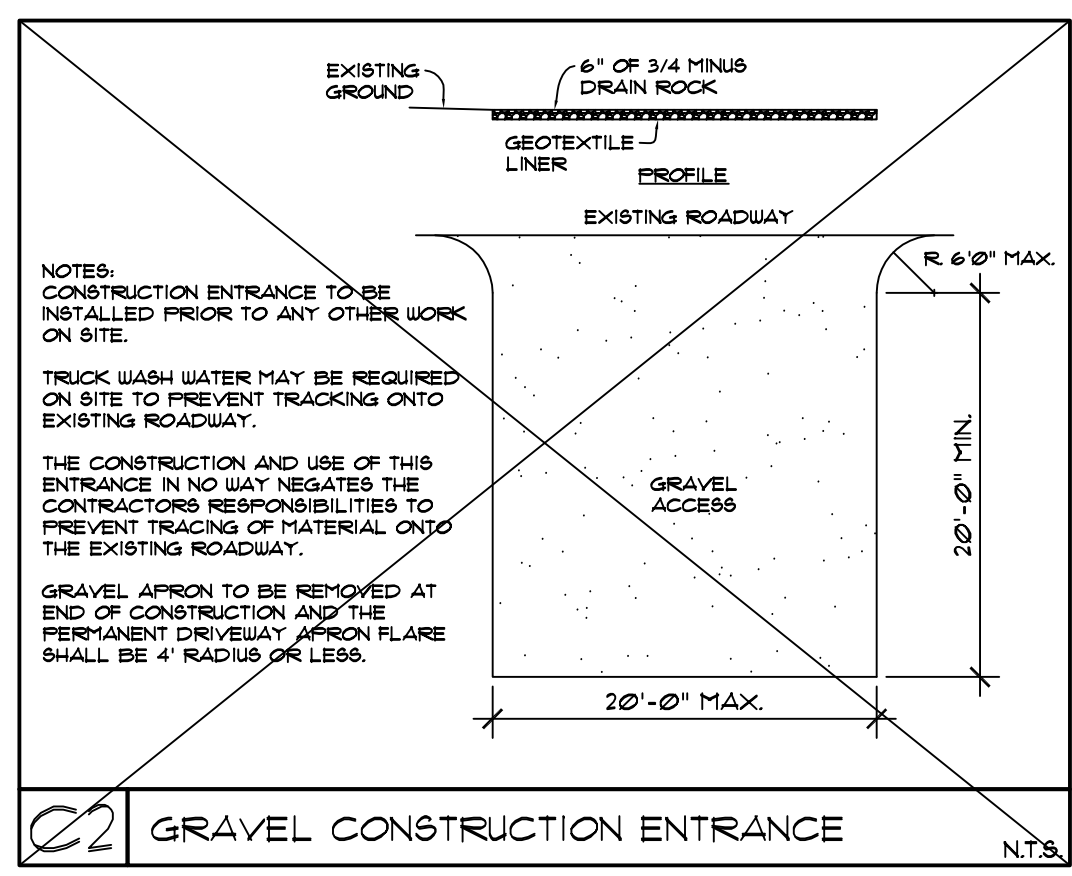 EXISTING
GROUND
6" OF 3/4 MINUS
DRAIN ROCK
GEOTEXTILE
LINER
PROFILE
EXISTING ROADWAY
R. 6'0" MAX.
NOTES:
CONSTRUCTION ENTRANCE TO BE
INSTALLED PRIOR TO ANY OTHER WORK
ON SITE.
TRUCK WASH WATER MAY BE REQUIRED
ON SITE TO PREVENT TRACKING ONTO
EXISTING ROADWAY.
THE CONSTRUCTION AND USE OF THIS
ENTRANCE IN NO WAY NEGATES THE
CONTRACTORS RESPONSIBILITIES TO
PREVENT TRACING OF MATERIAL ONTO
THE EXISTING ROADWAY.
GRAVEL APRON TO BE REMOVED AT
END OF CONSTRUCTION AND THE
PERMANENT DRIVEWAY APRON FLARE
SHALL BE 4' RADIUS OR LESS.
GRAVEL
ACCESS
20'-0" MIN.
20'-0" MAX.
C2
GRAVEL CONSTRUCTION ENTRANCE
N.T.S.